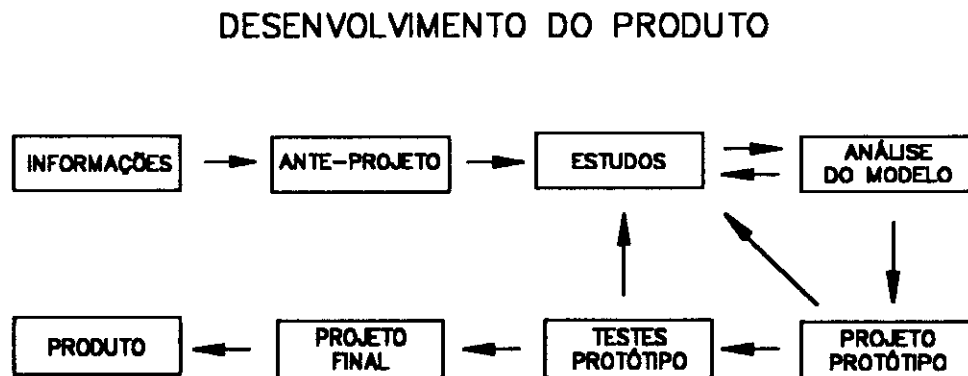 DESENVOLVIMENTO DO PRODUTO
INFORMAÇÕES
ANTE-PROJETO
ESTUDOS
ANÁLISE
DO MODELO
PRODUTO
PROJETO
FINAL
TESTES
PROTÓTIPO
PROJETO
PROTÓTIPO